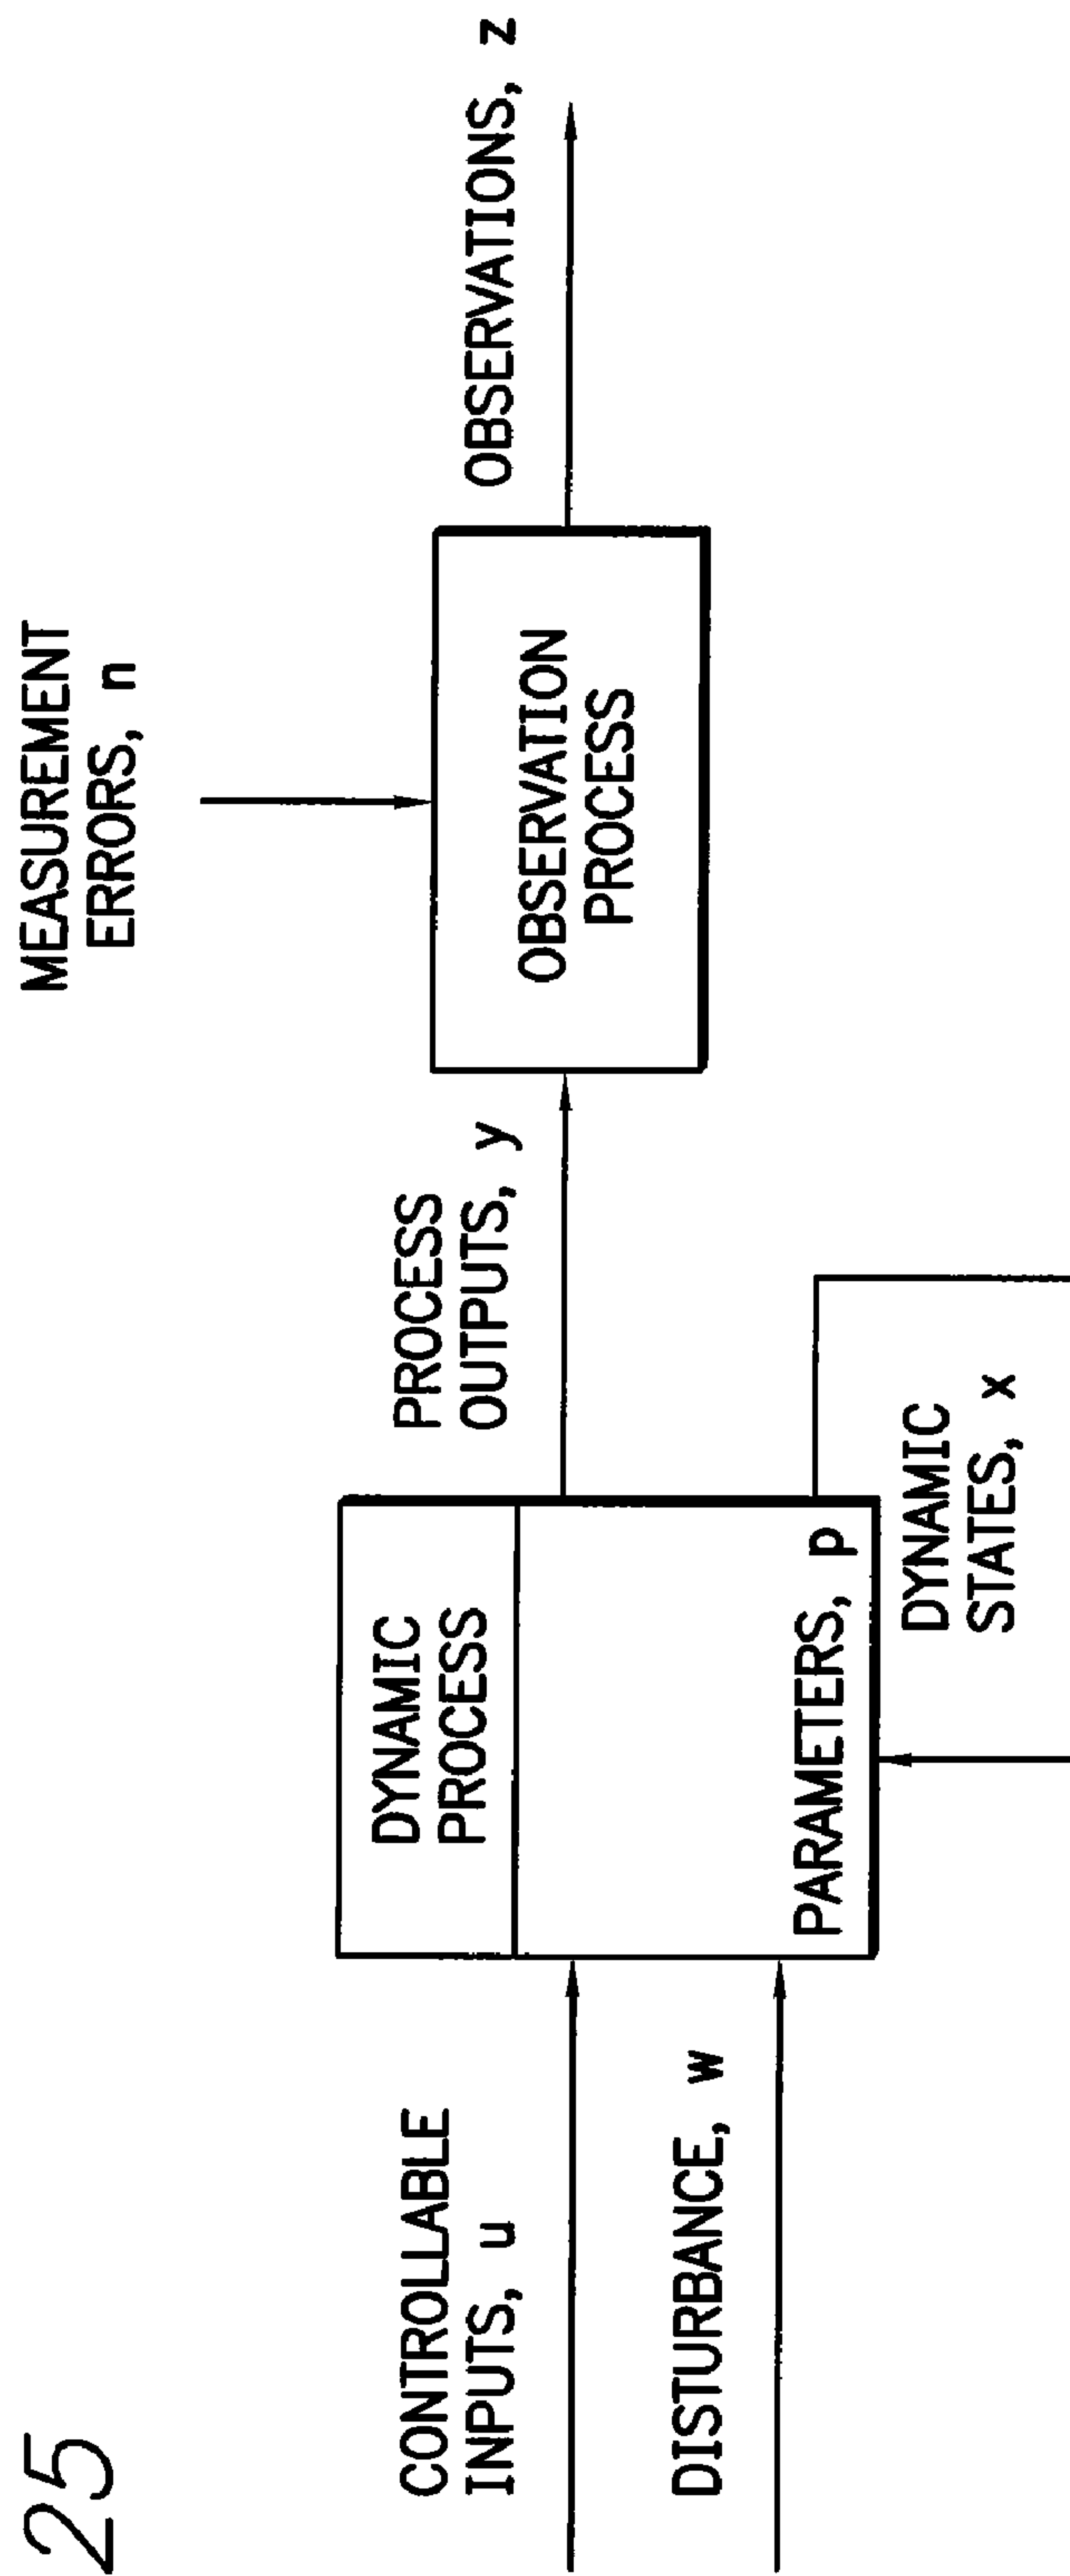 25
MEASUREMENT
ERRORS, n
CONTROLLABLE
INPUTS, u
DISTURBANCE, w
DYNAMIC
PROCESS
PARAMETERS, p
PROCESS
OUTPUTS, y
DYNAMIC
STATES, x
OBSERVATION
PROCESS
OBSERVATIONS, z